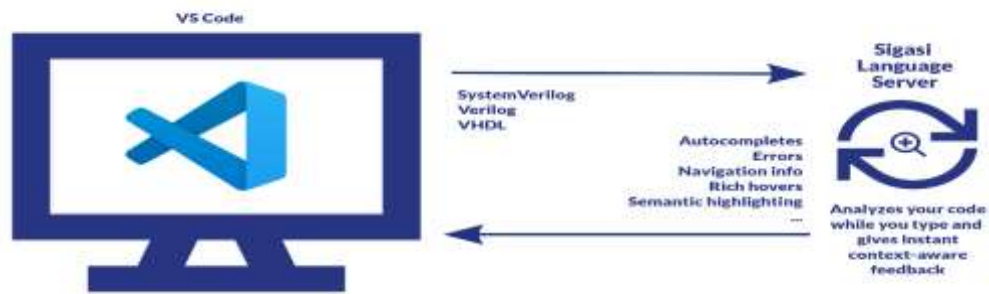 VS Code
SystemVerilog
Verilog
VHDL
Autocompletes
Errors
Navigation info
Rich hovers
Semantic highlighting
...
Sigasi
Language
Server
Analyzes your code
while you type and
gives instant
context-aware
feedback